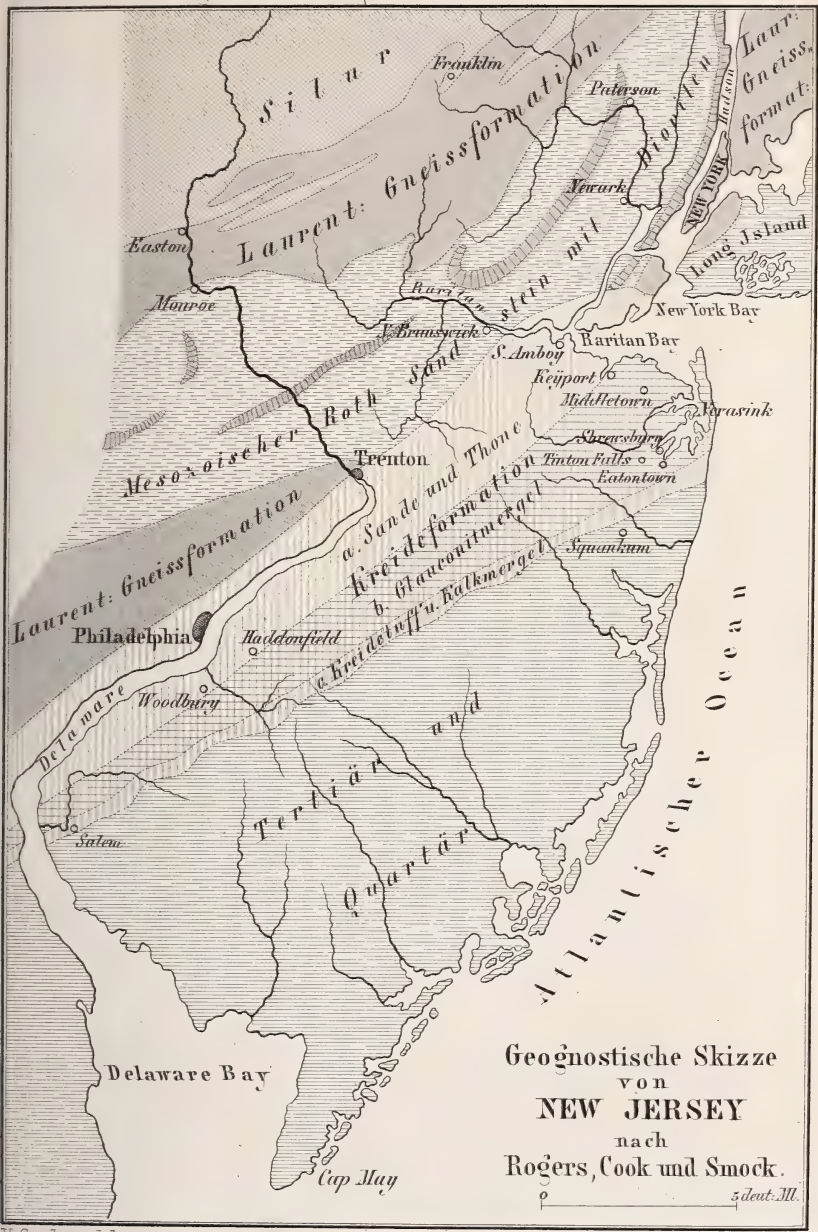 Silur
Franklin
Laur:
Gneiss„
format:
Laurent: Gneissformation
Paterson
Hudson
Newark
NEW YORK
Easton
Long Jsland
Monroe
Raritan
New York Bay
N. Brunswick
S. Amboy
Raritan Bay
Keyport
Middletown
Mesozoischer Roth Sand stein mit Dioriten
Shrewsbury
Trenton
Tinton Falls
Eatontown
a. Sande und Thone
Kreideformation
b. Glauconitmergel
c. Kreidetuff u. Kalkmergel
Squankum
Laurent: Gneissformation
Philadelphia
Haddonfield
Woodbury
Delaware
Salem
Tertiär und
Quartär
Atlantischer Ocean
Delaware Bay
Cap May
Geognostische Skizze
von
NEW JERSEY
nach
Rogers, Cook und Smock.
0 5 deut: Ml.